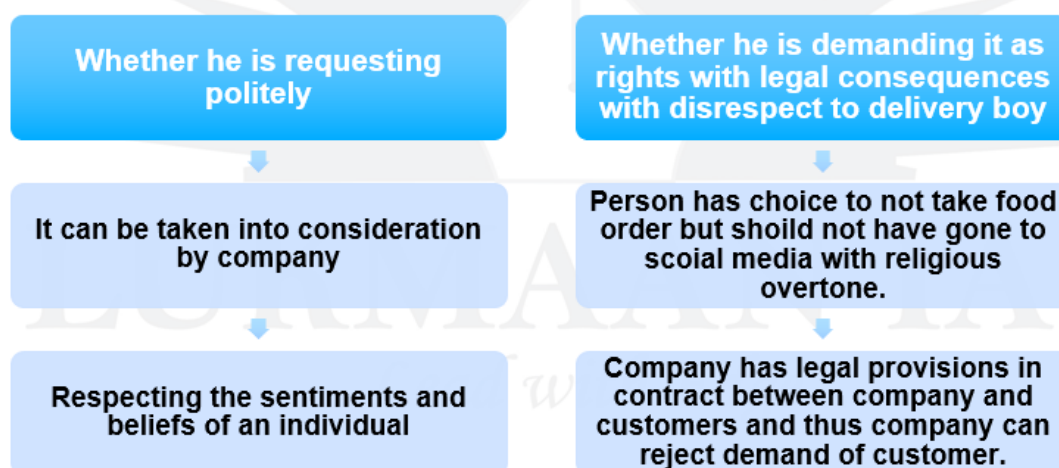 Whether he is requesting
politely
It can be taken into consideration
by company
Respecting the sentiments and
beliefs of an individual
Whether he is demanding it as
rights with legal consequences
with disrespect to delivery boy
Person has choice to not take food
order but shoild not have gone to
scoial media with religious
overtone.
Company has legal provisions in
contract between company and
customers and thus company can
reject demand of customer.